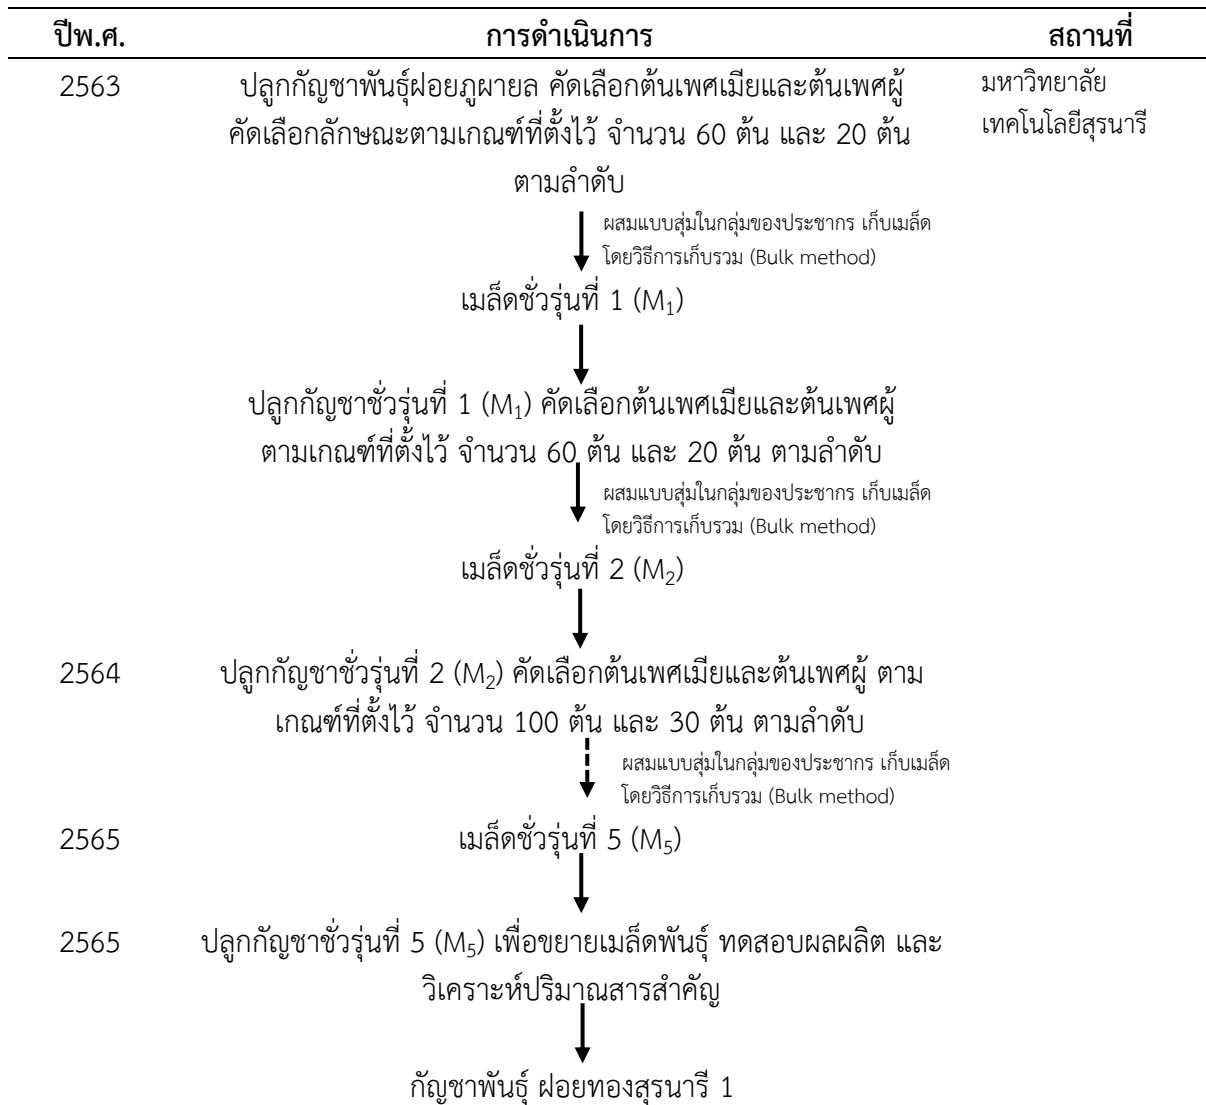 ปีพ.ศ. การดำเนินการ สถานที่
2563 ปลูกกัญชาพันธุ์ฝอยภูผายล คัดเลือกต้นเพศเมียและต้นเพศผู้ มหาวิทยาลัย
คัดเลือกลักษณะตามเกณฑ์ที่ตั้งไว้ จำนวน 60 ต้น และ 20 ต้น เทคโนโลยีสุรนารี
ตามลำดับ
ผสมแบบสุ่มในกลุ่มของประชากร เก็บเมล็ด
โดยวิธีการเก็บรวม (Bulk method)
เมล็ดชั่วรุ่นที่ 1 (M₁)
ปลูกกัญชาชั่วรุ่นที่ 1 (M₁) คัดเลือกต้นเพศเมียและต้นเพศผู้
ตามเกณฑ์ที่ตั้งไว้ จำนวน 60 ต้น และ 20 ต้น ตามลำดับ
ผสมแบบสุ่มในกลุ่มของประชากร เก็บเมล็ด
โดยวิธีการเก็บรวม (Bulk method)
เมล็ดชั่วรุ่นที่ 2 (M₂)
2564 ปลูกกัญชาชั่วรุ่นที่ 2 (M₂) คัดเลือกต้นเพศเมียและต้นเพศผู้ ตาม
เกณฑ์ที่ตั้งไว้ จำนวน 100 ต้น และ 30 ต้น ตามลำดับ
ผสมแบบสุ่มในกลุ่มของประชากร เก็บเมล็ด
โดยวิธีการเก็บรวม (Bulk method)
2565 เมล็ดชั่วรุ่นที่ 5 (M₅)
2565 ปลูกกัญชาชั่วรุ่นที่ 5 (M₅) เพื่อขยายเมล็ดพันธุ์ ทดสอบผลผลิต และ
วิเคราะห์ปริมาณสารสำคัญ
กัญชาพันธุ์ ฝอยทองสุรนารี 1